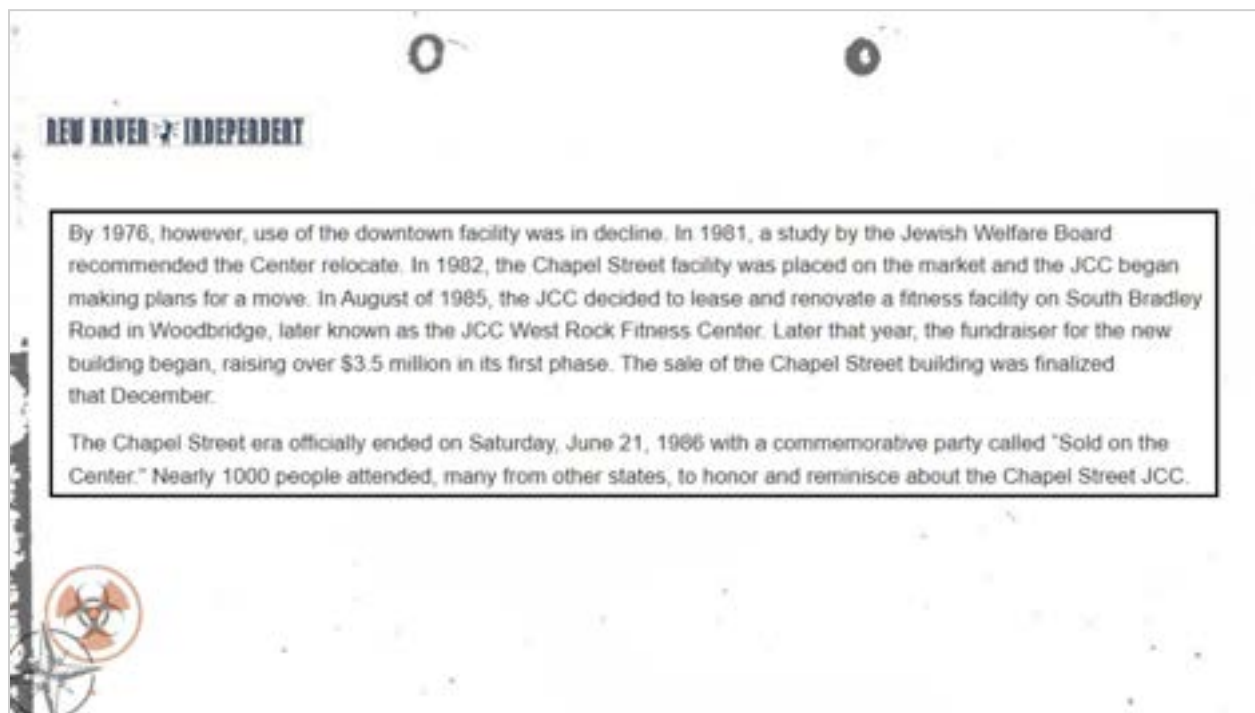 NEW HAVEN INDEPENDENT
By 1976, however, use of the downtown facility was in decline. In 1981, a study by the Jewish Welfare Board
recommended the Center relocate. In 1982, the Chapel Street facility was placed on the market and the JCC began
making plans for a move. In August of 1985, the JCC decided to lease and renovate a fitness facility on South Bradley
Road in Woodbridge, later known as the JCC West Rock Fitness Center. Later that year, the fundraiser for the new
building began, raising over $3.5 million in its first phase. The sale of the Chapel Street building was finalized
that December.
The Chapel Street era officially ended on Saturday, June 21, 1986 with a commemorative party called "Sold on the
Center." Nearly 1000 people attended, many from other states, to honor and reminisce about the Chapel Street JCC.